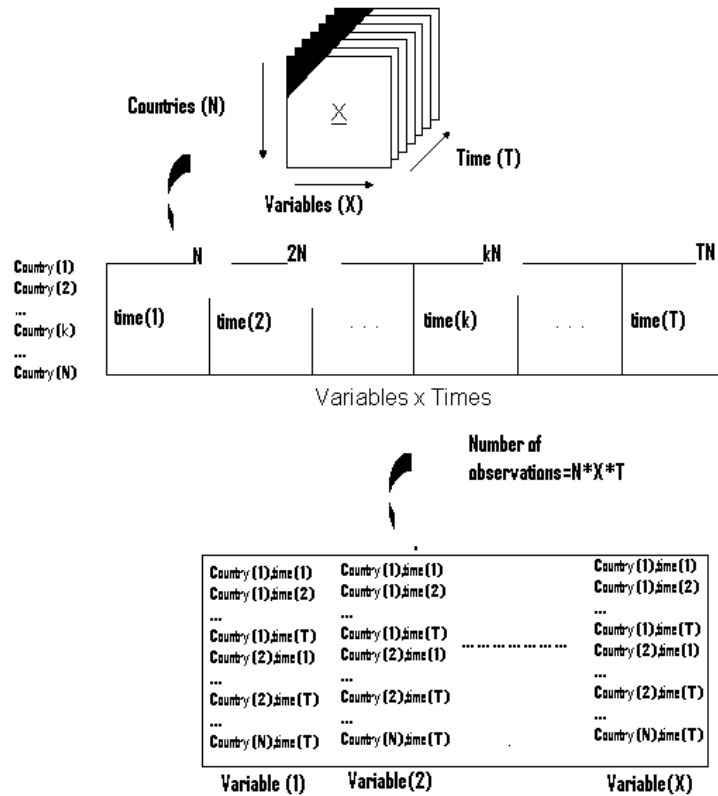 Countries (N)
X
Time (T)
Variables (X)
N 2N kN TN
Country (1)
Country (2)
...
Country (k)
...
Country (N)
time(1) time(2) . . . time(k) . . . time(T)
Variables x Times
Number of
observations=N*X*T
Country (1),time(1) Country (1),time(1) Country (1),time(1)
Country (1),time(2) Country (1),time(2) Country (1),time(2)
... ... ...
Country (1),time(T) Country (1),time(T) Country (1),time(T)
Country (2),time(1) Country (2),time(1) ..................... Country (2),time(1)
... ... ...
Country (2),time(T) Country (2),time(T) Country (2),time(T)
... ... ...
Country (N),time(T) Country (N),time(T) . Country (N),time(T)
Variable (1) Variable(2) Variable(X)